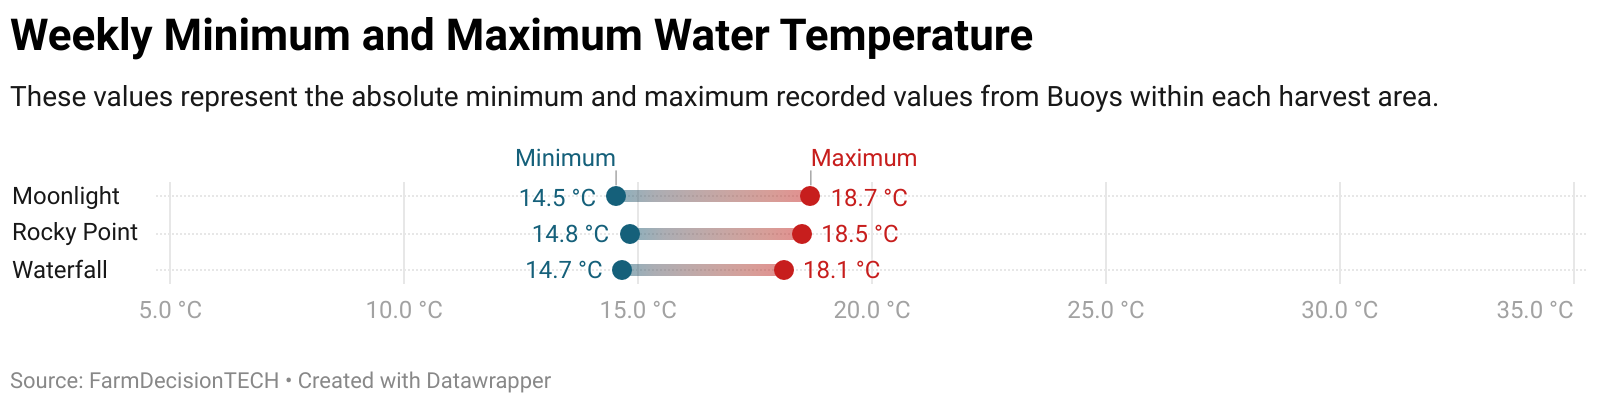 Weekly Minimum and Maximum Water Temperature
These values represent the absolute minimum and maximum recorded values from Buoys within each harvest area.
Minimum Maximum
Moonlight 14.5 °C 18.7 °C
Rocky Point 14.8 °C 18.5 °C
Waterfall 14.7 °C 18.1 °C
5.0 °C 10.0 °C 15.0 °C 20.0 °C 25.0 °C 30.0 °C 35.0 °C
Source: FarmDecisionTECH • Created with Datawrapper